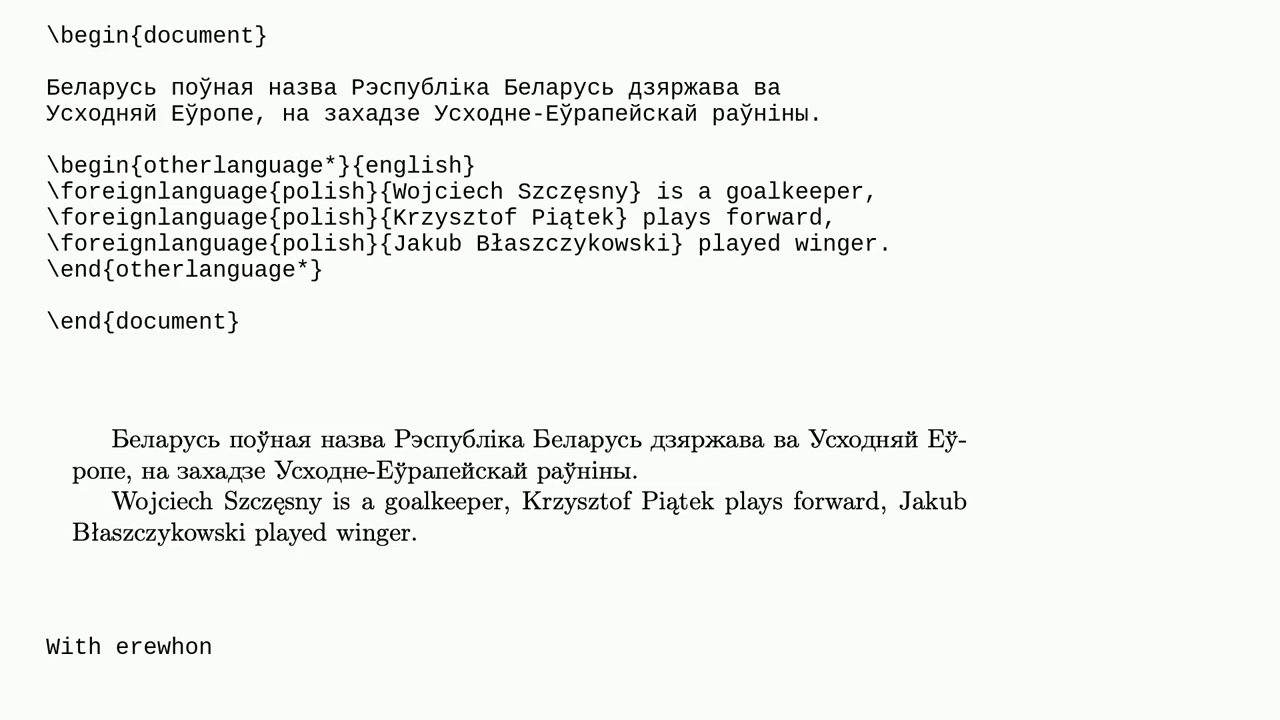 \begin{document}
Беларусь поўная назва Рэспубліка Беларусь дзяржава ва
Усходняй Еўропе, на захадзе Усходне-Еўрапейскай раўніны.
\begin{otherlanguage*}{english}
\foreignlanguage{polish}{Wojciech Szczęsny} is a goalkeeper,
\foreignlanguage{polish}{Krzysztof Piątek} plays forward,
\foreignlanguage{polish}{Jakub Błaszczykowski} played winger.
\end{otherlanguage*}
\end{document}
Беларусь поўная назва Рэспубліка Беларусь дзяржава ва Усходняй Еў-
ропе, на захадзе Усходне-Еўрапейскай раўніны.
Wojciech Szczęsny is a goalkeeper, Krzysztof Piątek plays forward, Jakub
Błaszczykowski played winger.
With erewhon